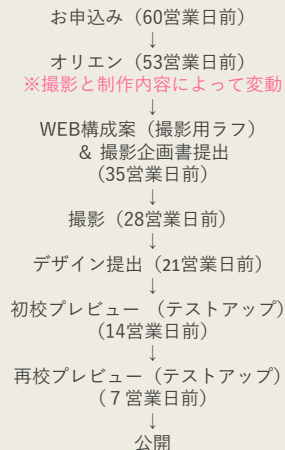 お申込み（60営業日前）
↓
オリエン（53営業日前）
※撮影と制作内容によって変動
↓
WEB構成案（撮影用ラフ）
& 撮影企画書提出
（35営業日前）
↓
撮影（28営業日前）
↓
デザイン提出（21営業日前）
↓
初校プレビュー （テストアップ）
（14営業日前）
↓
再校プレビュー（テストアップ）
（７営業日前）
↓
公開